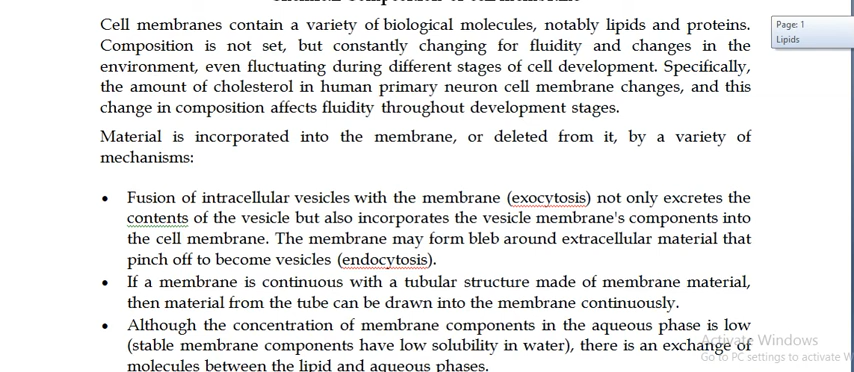 Cell membranes contain a variety of biological molecules, notably lipids and proteins.
Composition is not set, but constantly changing for fluidity and changes in the
environment, even fluctuating during different stages of cell development. Specifically,
the amount of cholesterol in human primary neuron cell membrane changes, and this
change in composition affects fluidity throughout development stages.
Material is incorporated into the membrane, or deleted from it, by a variety of
mechanisms:
• Fusion of intracellular vesicles with the membrane (exocytosis) not only excretes the
contents of the vesicle but also incorporates the vesicle membrane's components into
the cell membrane. The membrane may form bleb around extracellular material that
pinch off to become vesicles (endocytosis).
• If a membrane is continuous with a tubular structure made of membrane material,
then material from the tube can be drawn into the membrane continuously.
• Although the concentration of membrane components in the aqueous phase is low
(stable membrane components have low solubility in water), there is an exchange of
molecules between the lipid and aqueous phases.
Page: 1
Lipids
Activate Windows
Go to PC settings to activate W